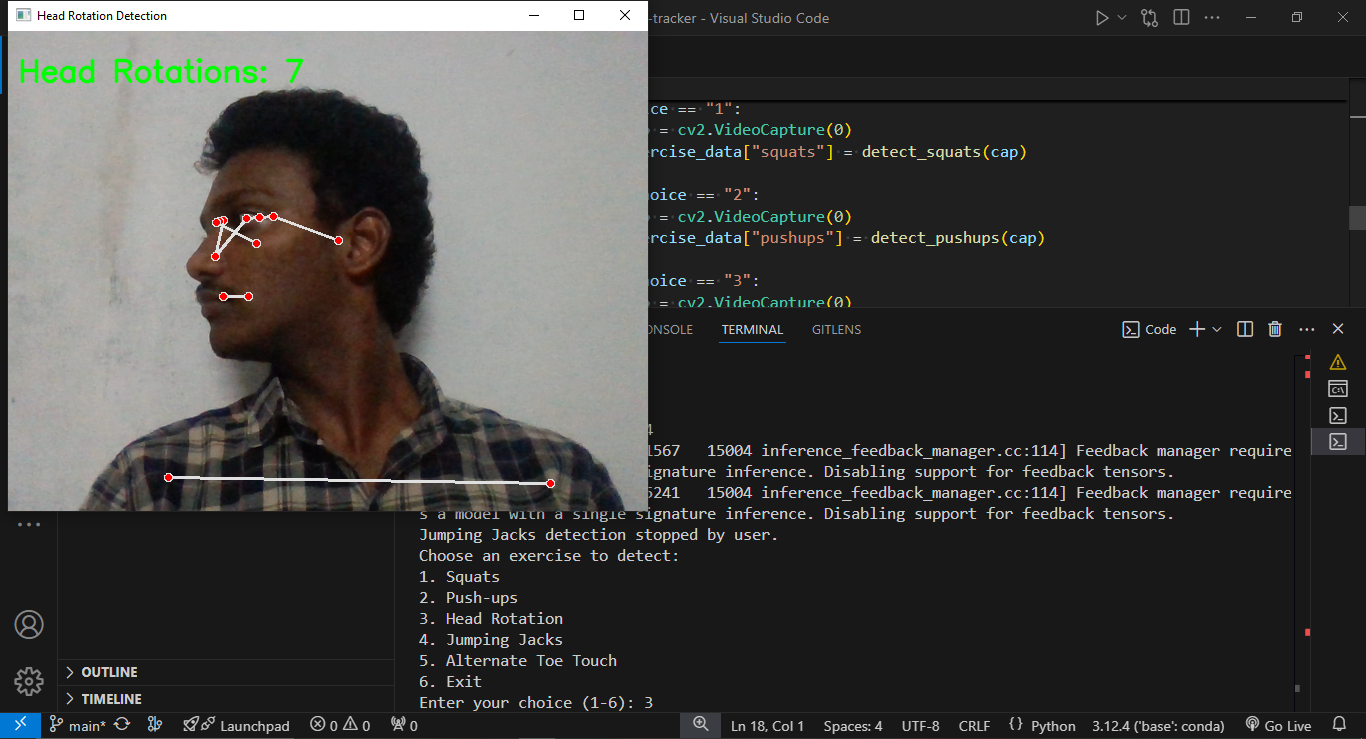 Head Rotation Detection
-tracker - Visual Studio Code
Head Rotations: 7
ce == "1":
= cv2.VideoCapture(0)
ercise_data["squats"] = detect_squats(cap)
oice == "2":
= cv2.VideoCapture(0)
ercise_data["pushups"] = detect_pushups(cap)
oice == "3":
= cv2.VideoCapture(0)
ONSOLE TERMINAL GITLENS
Code
4
1567 15004 inference_feedback_manager.cc:114] Feedback manager require
ignature inference. Disabling support for feedback tensors.
5241 15004 inference_feedback_manager.cc:114] Feedback manager require
s a model with a single signature inference. Disabling support for feedback tensors.
Jumping Jacks detection stopped by user.
Choose an exercise to detect:
1. Squats
2. Push-ups
3. Head Rotation
4. Jumping Jacks
5. Alternate Toe Touch
6. Exit
Enter your choice (1-6): 3
OUTLINE
TIMELINE
main* Launchpad 0 0 0 Ln 18, Col 1 Spaces: 4 UTF-8 CRLF {} Python 3.12.4 ('base': conda) Go Live